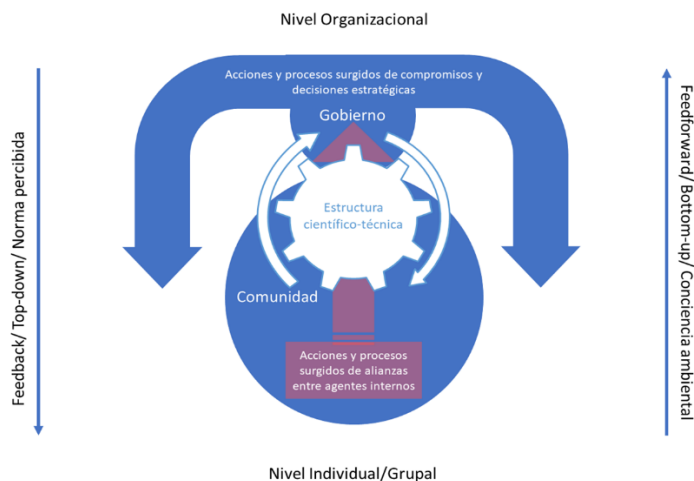 Nivel Organizacional
Acciones y procesos surgidos de compromisos y
decisiones estratégicas
Gobierno
Feedback/ Top-down/ Norma percibida
Feedforward/ Bottom-up/ Conciencia ambiental
Estructura
científico-técnica
Comunidad
Acciones y procesos
surgidos de alianzas
entre agentes internos
Nivel Individual/Grupal